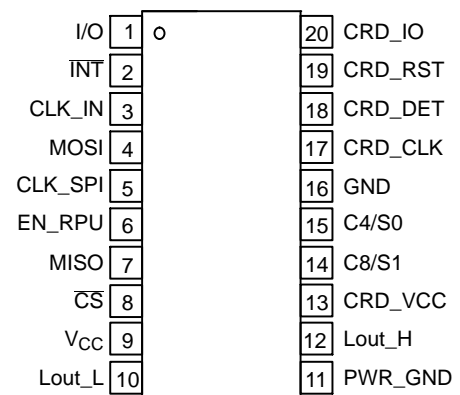 I/O 1 20 CRD_IO
INT 2 19 CRD_RST
CLK_IN 3 18 CRD_DET
MOSI 4 17 CRD_CLK
CLK_SPI 5 16 GND
EN_RPU 6 15 C4/S0
MISO 7 14 C8/S1
CS 8 13 CRD_VCC
VCC 9 12 Lout_H
Lout_L 10 11 PWR_GND